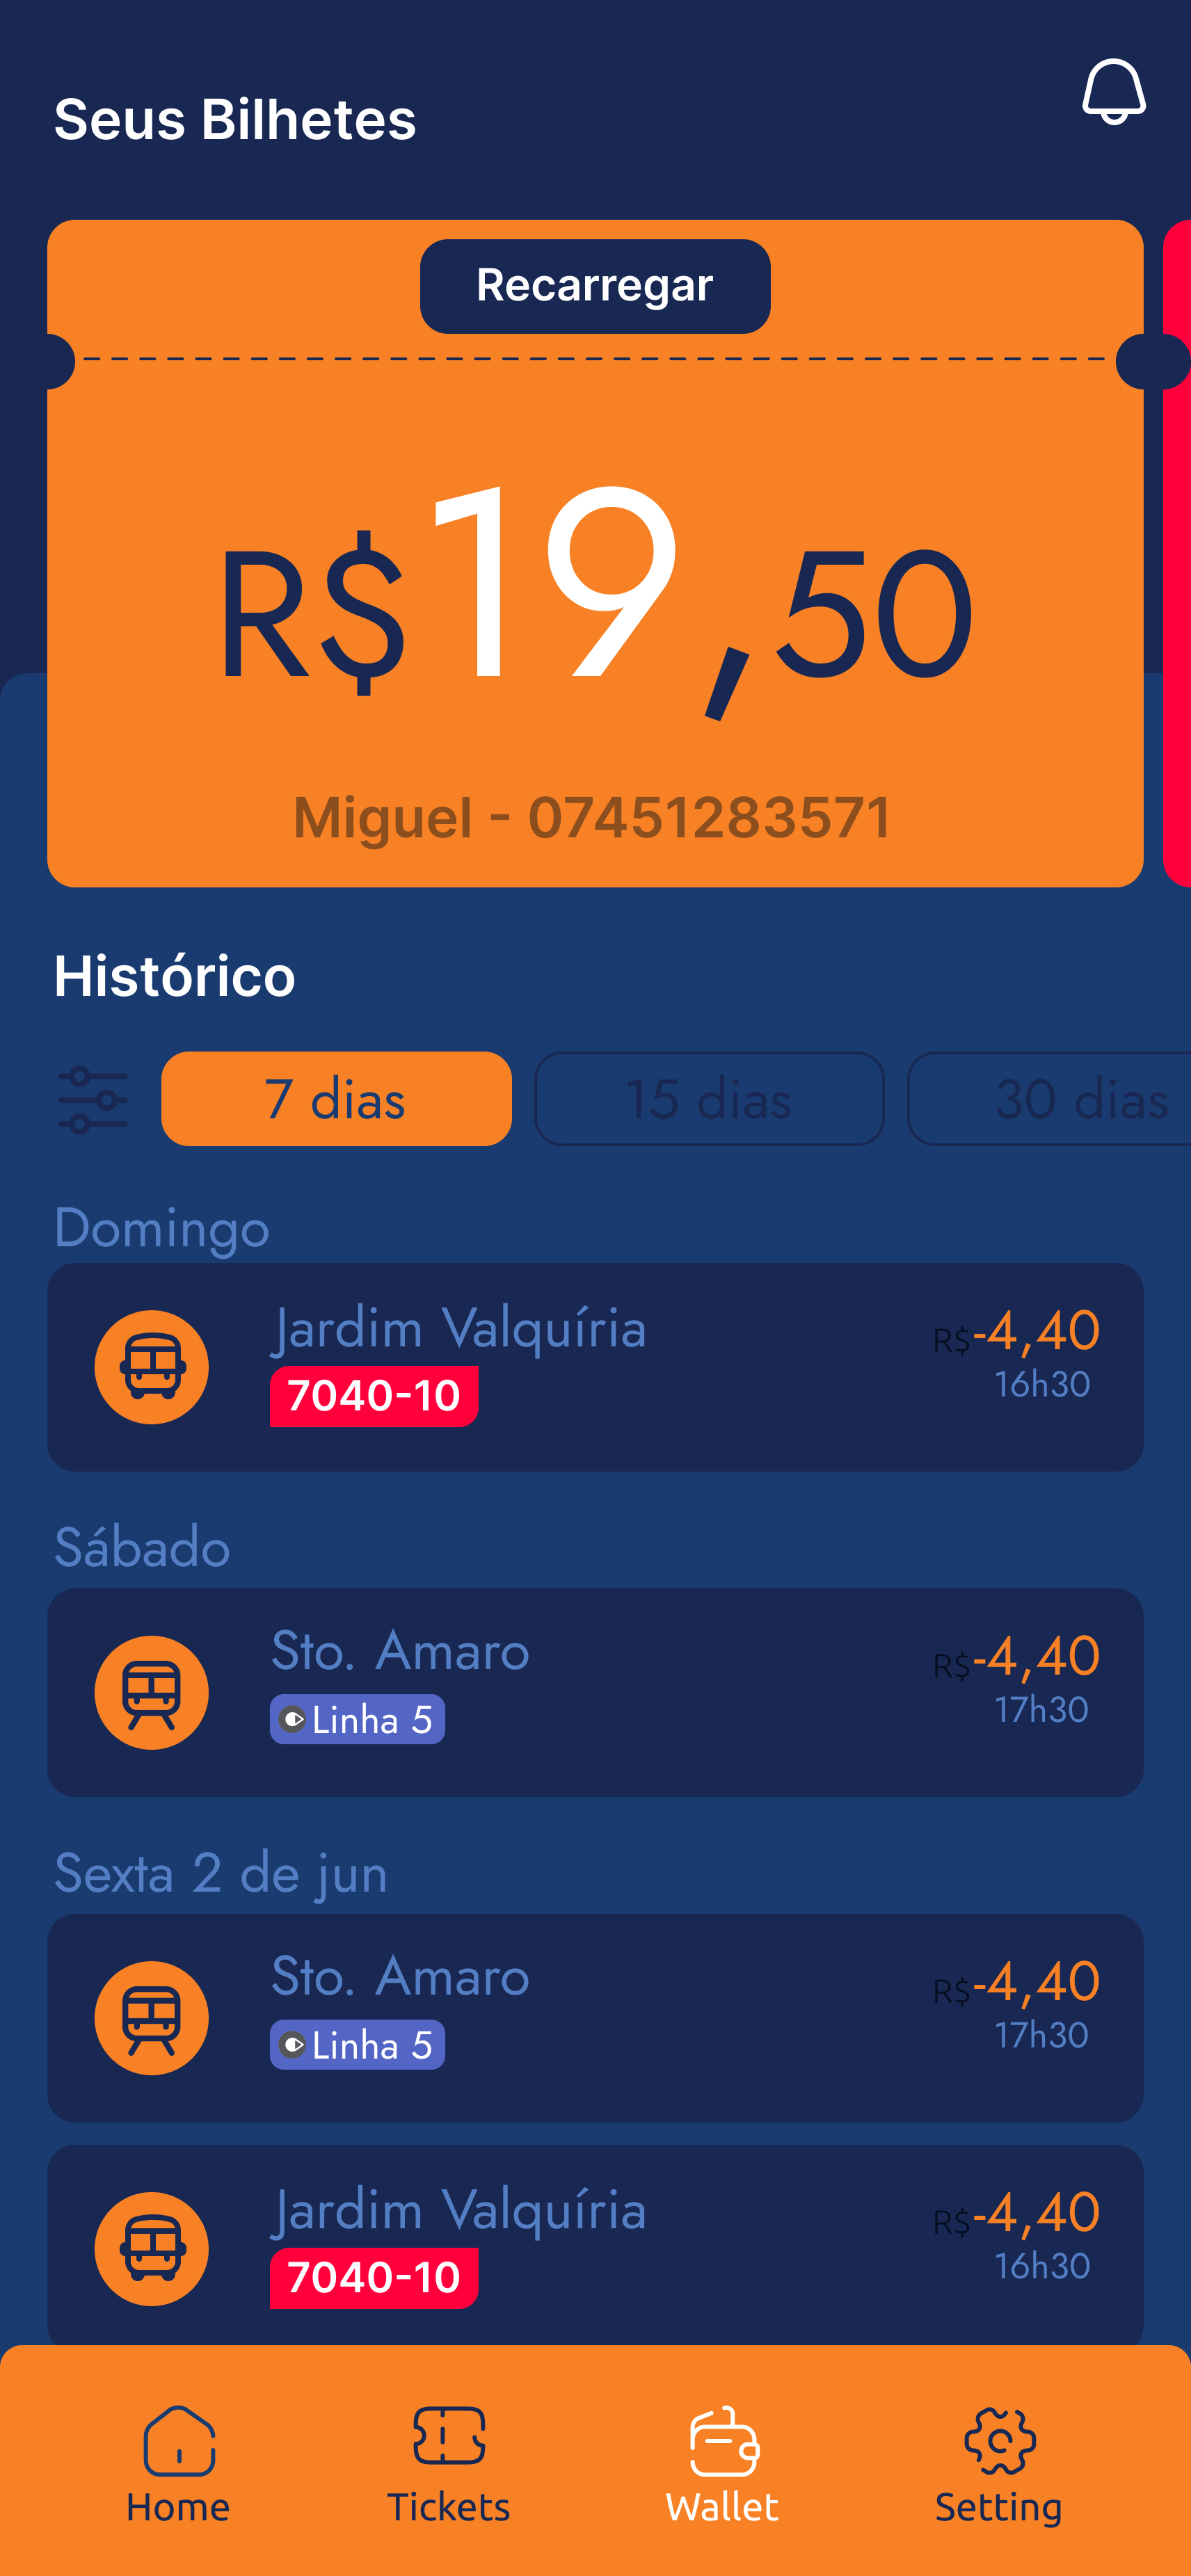 Seus Bilhetes
Recarregar
R$19,50
Miguel - 07451283571
Histórico
7 dias
15 dias
30 dias
Domingo
Jardim Valquíria
R$-4,40
7040-10
16h30
Sábado
Sto. Amaro
R$-4,40
Linha 5
17h30
Sexta 2 de jun
Sto. Amaro
R$-4,40
Linha 5
17h30
Jardim Valquíria
R$-4,40
7040-10
16h30
Home
Tickets
Wallet
Setting